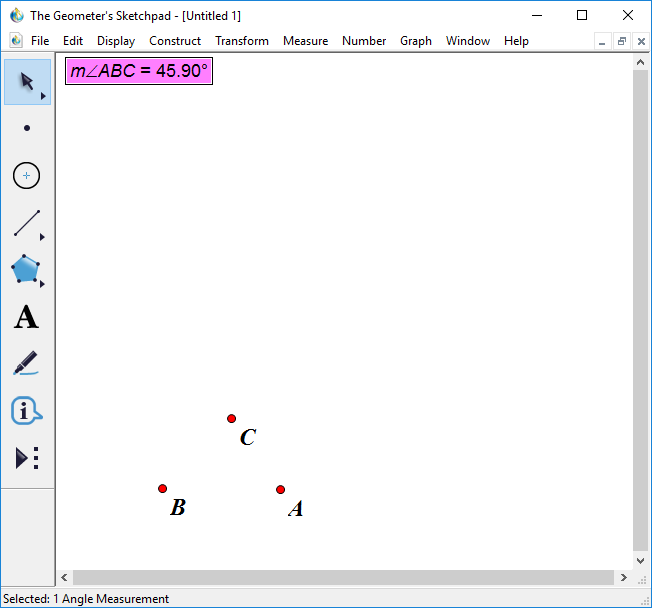 The Geometer's Sketchpad - [Untitled 1]
File Edit Display Construct Transform Measure Number Graph Window Help
m∠ABC = 45.90°
A
C
B A
Selected: 1 Angle Measurement